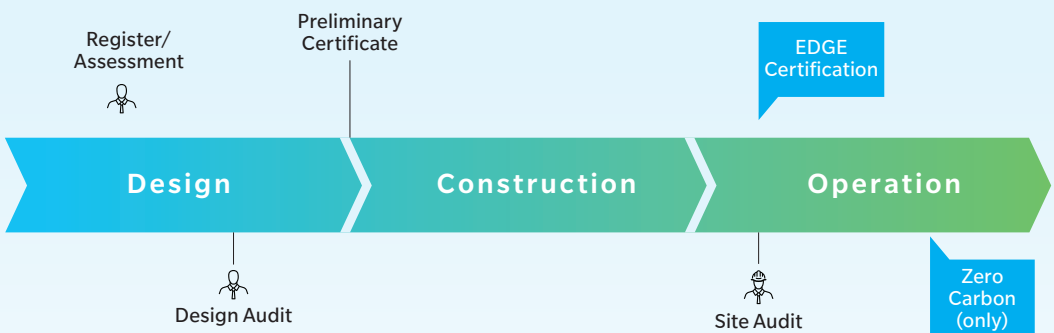 Register/
Assessment
Preliminary
Certificate
EDGE
Certification
Design
Construction
Operation
Design Audit
Site Audit
Zero
Carbon
(only)